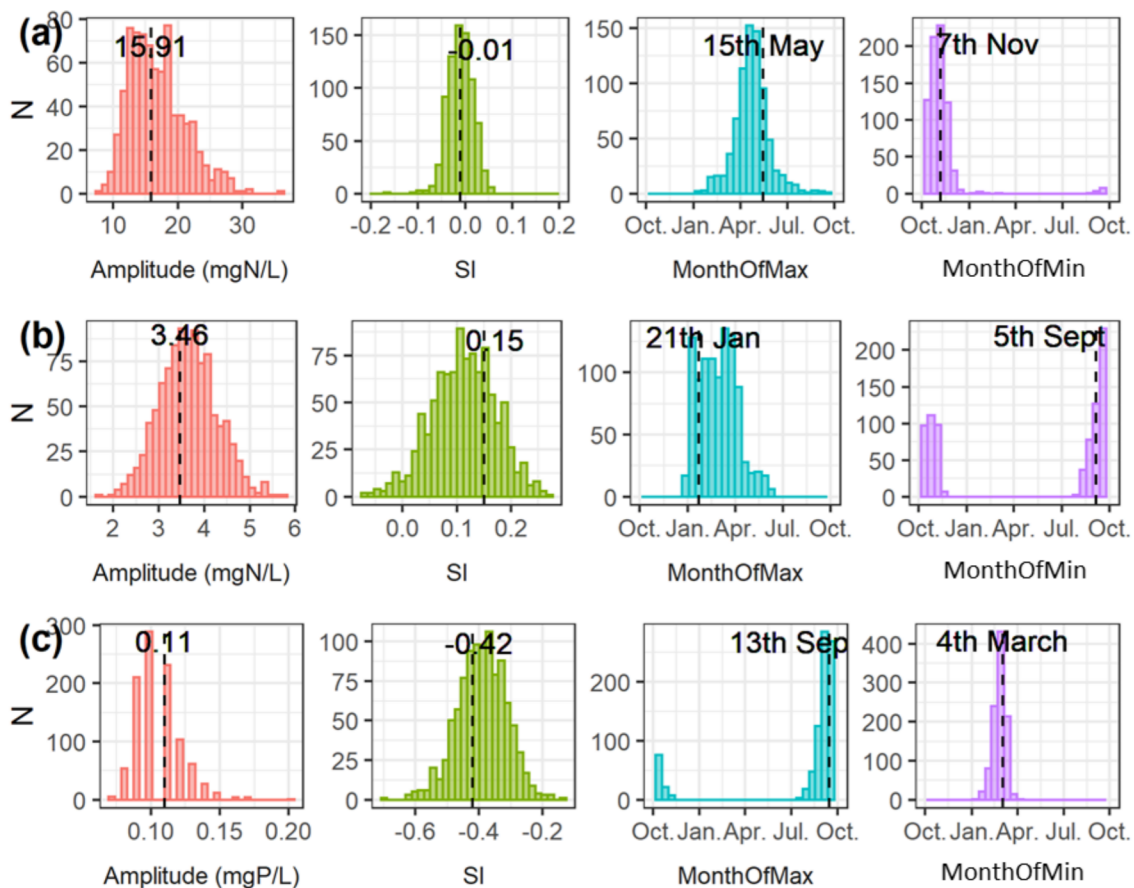 (a)
N
80
60
40
20
0
15.91
10 20 30
Amplitude (mgN/L)
150
100
50
0
-0.01
-0.2 -0.1 0.0 0.1 0.2
SI
150
100
50
0
15th May
Oct. Jan. Apr. Jul. Oct.
MonthOfMax
200
150
100
50
0
7th Nov
Oct. Jan. Apr. Jul. Oct.
MonthOfMin
(b)
N
75
50
25
0
3.46
2 3 4 5 6
Amplitude (mgN/L)
75
50
25
0
0.15
0.0 0.1 0.2
SI
100
50
0
21th Jan
Oct. Jan. Apr. Jul. Oct.
MonthOfMax
200
150
100
50
0
5th Sept
Oct. Jan. Apr. Jul. Oct.
MonthOfMin
(c)
N
300
200
100
0
0.11
0.10 0.15 0.20
Amplitude (mgP/L)
100
75
50
25
0
-0.42
-0.6 -0.4 -0.2
SI
200
100
0
13th Sep
Oct. Jan. Apr. Jul. Oct.
MonthOfMax
400
300
200
100
0
4th March
Oct. Jan. Apr. Jul. Oct.
MonthOfMin